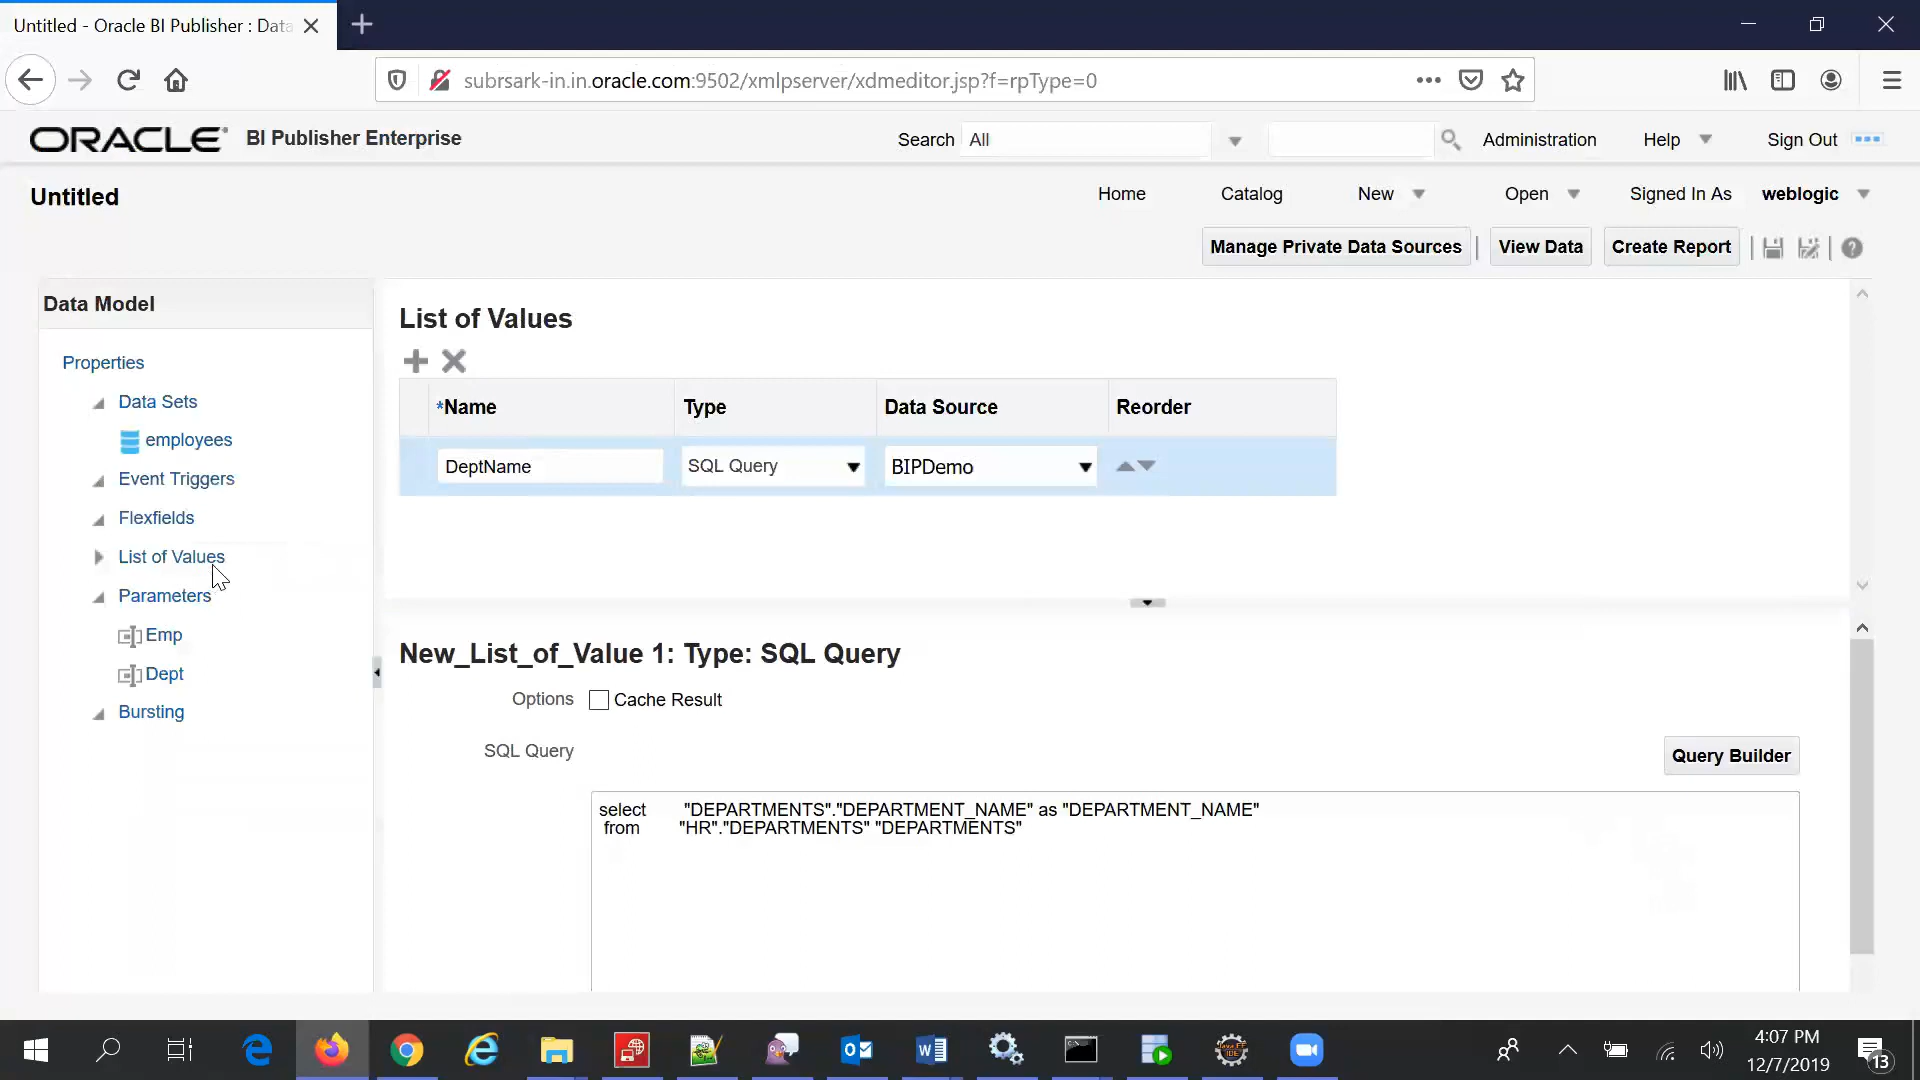 Untitled - Oracle BI Publisher : Data
subrsark-in.in.oracle.com:9502/xmlpserver/xdmeditor.jsp?f=rpType=0
ORACLE BI Publisher Enterprise
Search All Administration Help Sign Out
Untitled
Home Catalog New Open Signed In As weblogic
Manage Private Data Sources View Data Create Report
Data Model
Properties
Data Sets
employees
Event Triggers
Flexfields
List of Values
Parameters
Emp
Dept
Bursting
List of Values
*Name Type Data Source Reorder
DeptName SQL Query BIPDemo
New_List_of_Value 1: Type: SQL Query
Options Cache Result
SQL Query
Query Builder
select "DEPARTMENTS"."DEPARTMENT_NAME" as "DEPARTMENT_NAME"
from "HR"."DEPARTMENTS" "DEPARTMENTS"
4:07 PM
12/7/2019
13